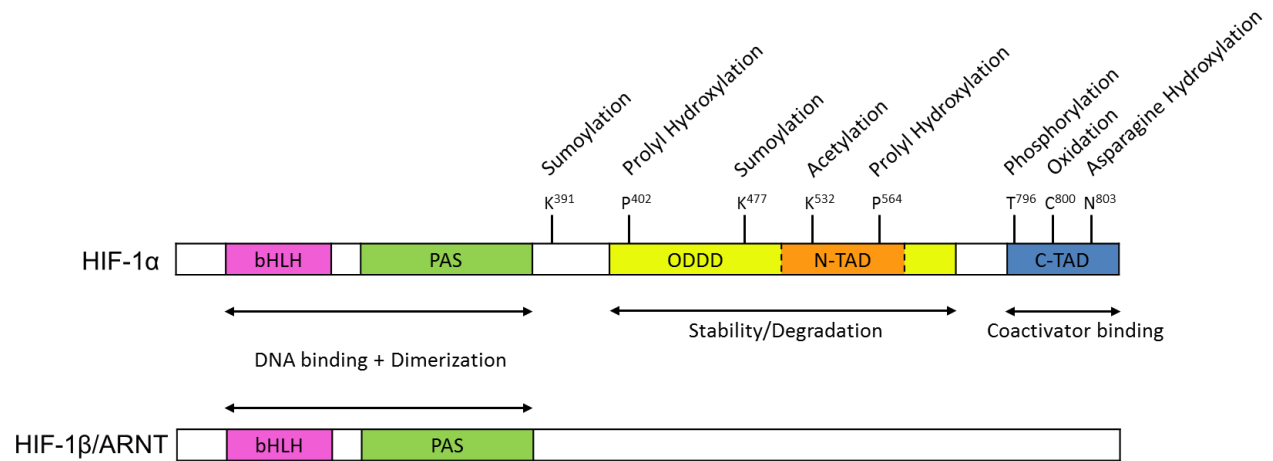 Sumoylation
Prolyl Hydroxylation
Sumoylation
Acetylation
Prolyl Hydroxylation
Phosphorylation
Oxidation
Asparagine Hydroxylation
K391 P402 K477 K532 P564 T796 C800 N803
HIF-1α bHLH PAS ODDD N-TAD C-TAD
Stability/Degradation Coactivator binding
DNA binding + Dimerization
HIF-1β/ARNT bHLH PAS